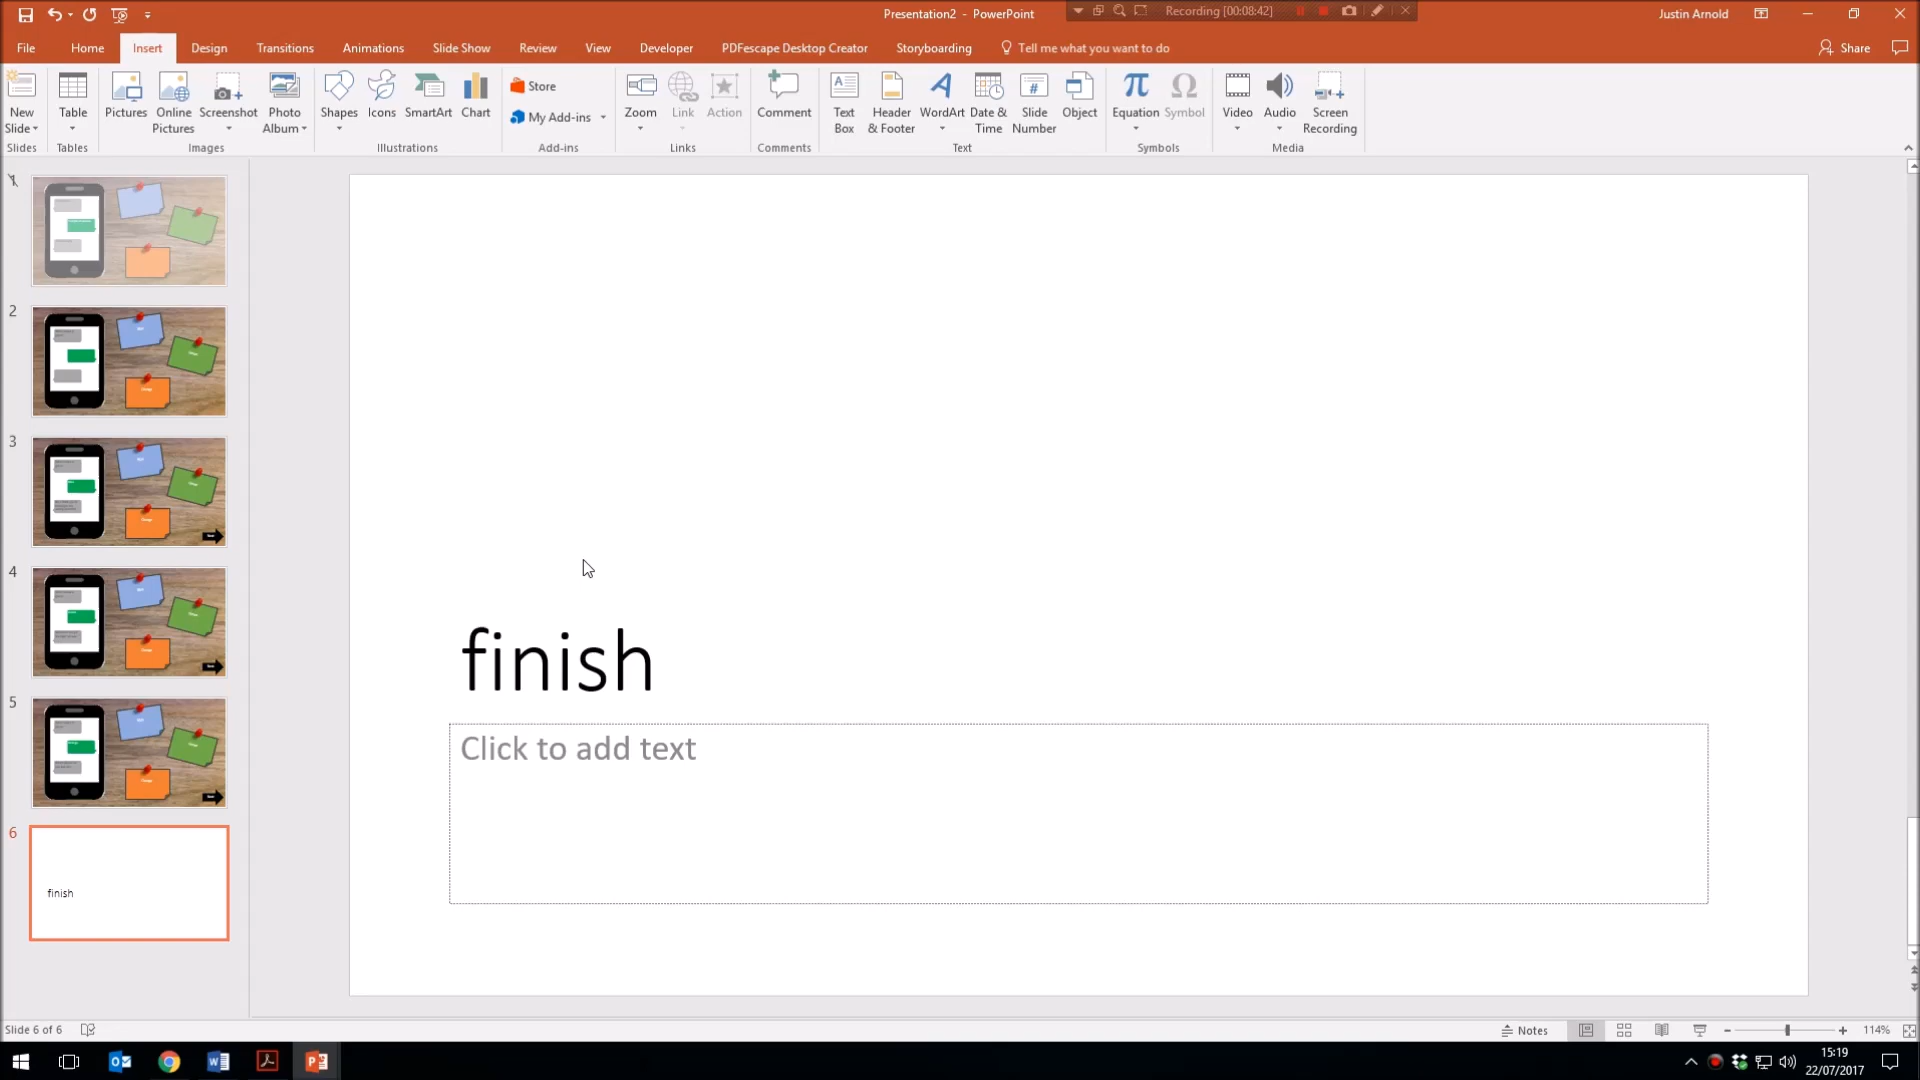 Presentation2 - PowerPoint
Recording [00:08:42]
Justin Arnold
File Home Insert Design Transitions Animations Slide Show Review View Developer PDFescape Desktop Creator Storyboarding Tell me what you want to do Share
New Slide
Table
Pictures
Online Pictures
Screenshot
Photo Album
Shapes
Icons
SmartArt
Chart
Store
My Add-ins
Zoom
Link
Action
Comment
Text Box
Header & Footer
WordArt
Date & Time
Slide Number
Object
Equation
Symbol
Video
Audio
Screen Recording
Slides Tables Images Illustrations Add-ins Links Comments Text Symbols Media
1
2
3
4
5
6
finish
finish
Click to add text
Slide 6 of 6
Notes
114%
15:19
22/07/2017